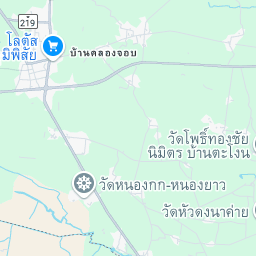 219
โลตัส
มิพิสัย
บ้านคลองจอบ
วัดโพธิ์ทองชัย
นิมิตร บ้านตะโงน
วัดหนองกก-หนองยาว
วัดหัวดงนาค่าย